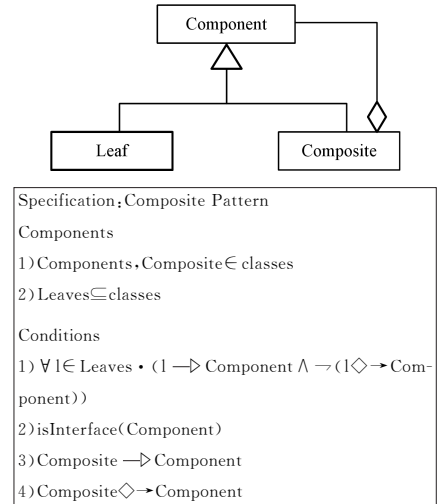 Component
Leaf
Composite
Specification:Composite Pattern
Components
1)Components,Composite∈classes
2)Leaves⊆classes
Conditions
1) ∀ l∈ Leaves • (l —▷ Component ∧ ¬(l◇→Com-
ponent))
2)isInterface(Component)
3)Composite —▷ Component
4)Composite◇→Component